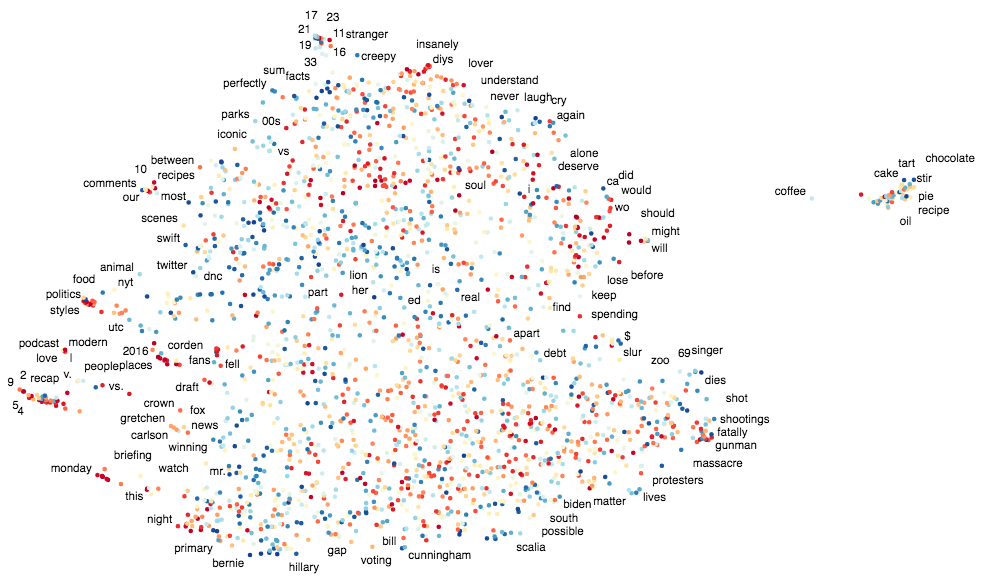 17 23
21 11 stranger
19 16 creepy
33
insanely
diys lover
sum facts
perfectly
understand
never laugh cry
parks 00s
again
iconic
vs
alone
between
deserve
tart chocolate
10 recipes
cake stir
comments
soul i ca did
would
coffee
our most
wo
pie
recipe
scenes
should
oil
might
swift
will
animal twitter dnc
is
food nyt
lion
lose before
politics
part her
ed real
keep
styles
find spending
utc
apart
$
podcast modern
corden
debt slur
69 singer
love l 2016
zoo
peopleplaces fans fell
9 2 recap v.
vs.
dies
draft
shot
5 4
crown
gretchen fox
shootings
carlson news
fatally
winning
gunman
briefing
massacre
monday watch mr.
protesters
this
lives
biden matter
night
south
possible
primary
bill
scalia
gap
cunningham
bernie
voting
hillary